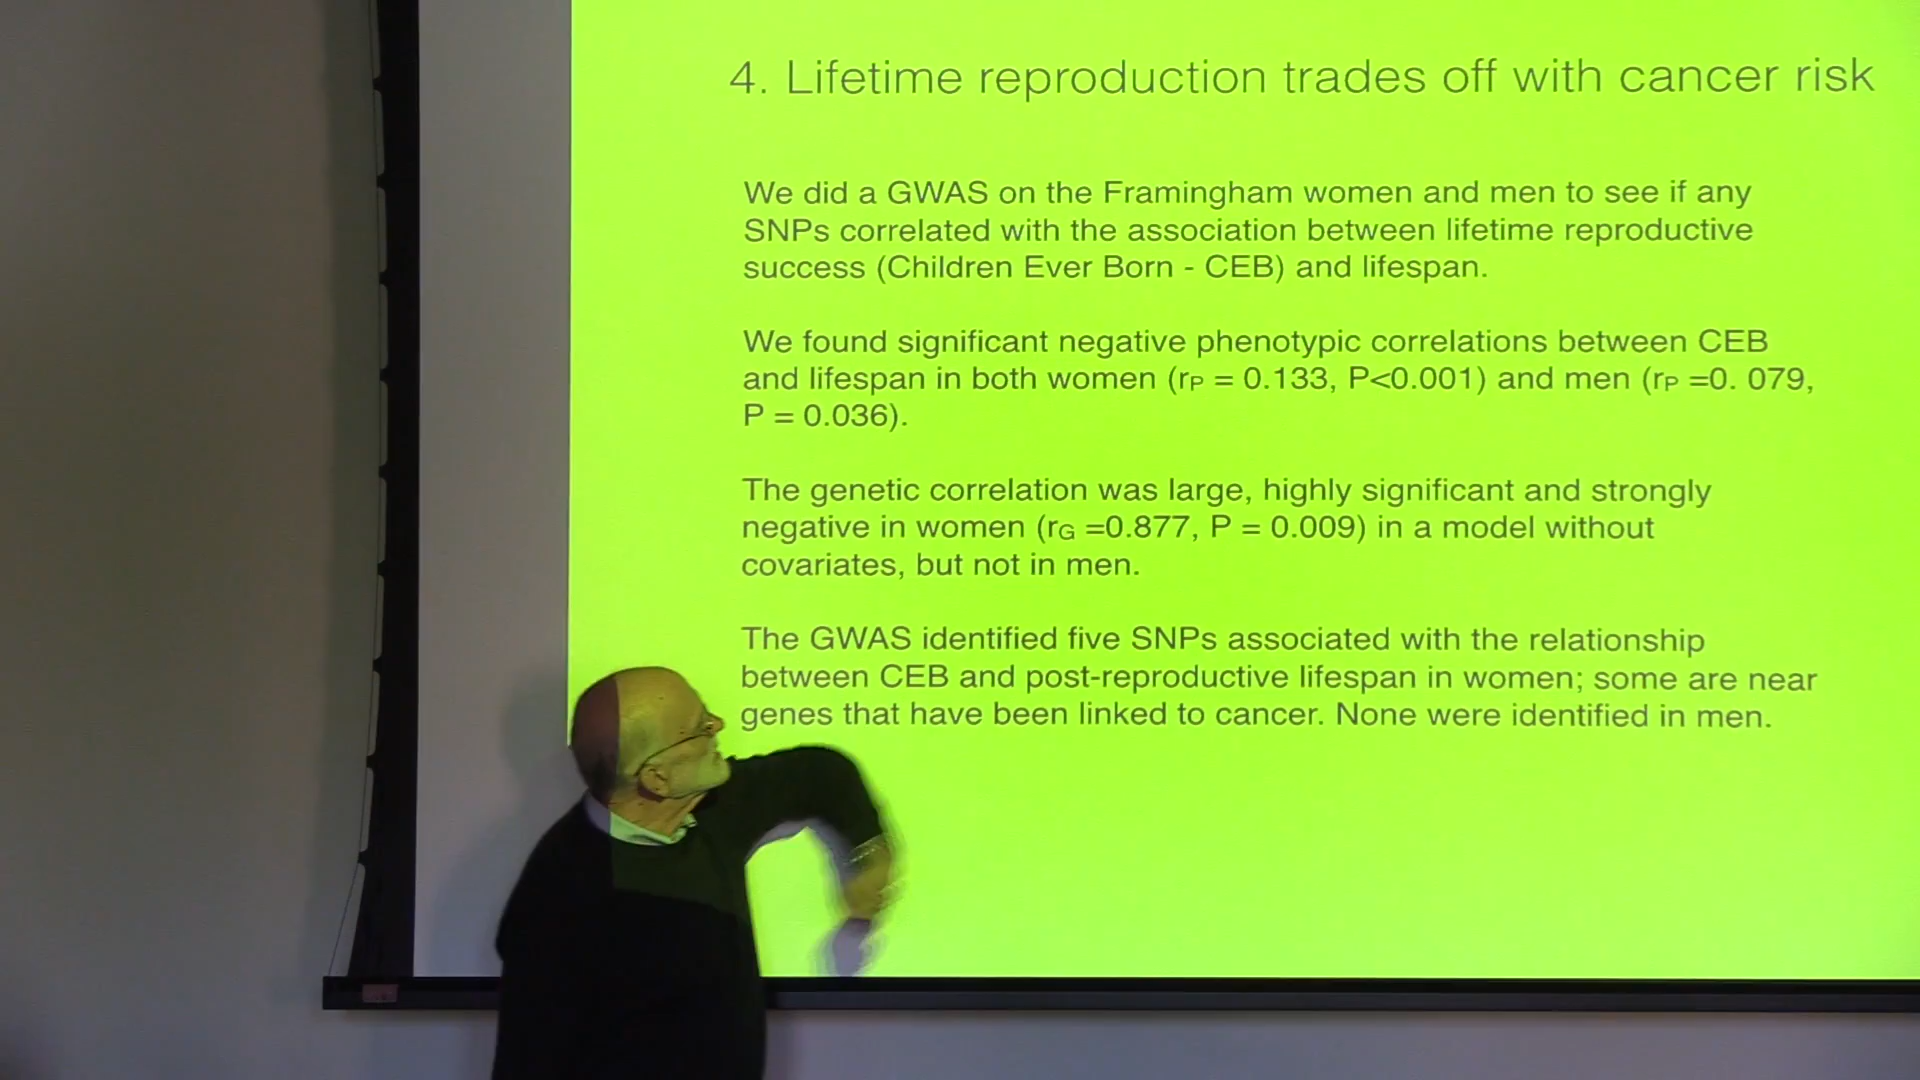 4. Lifetime reproduction trades off with cancer risk
We did a GWAS on the Framingham women and men to see if any
SNPs correlated with the association between lifetime reproductive
success (Children Ever Born - CEB) and lifespan.
We found significant negative phenotypic correlations between CEB
and lifespan in both women (rP = 0.133, P<0.001) and men (rP =0. 079,
P = 0.036).
The genetic correlation was large, highly significant and strongly
negative in women (rG =0.877, P = 0.009) in a model without
covariates, but not in men.
The GWAS identified five SNPs associated with the relationship
between CEB and post-reproductive lifespan in women; some are near
genes that have been linked to cancer. None were identified in men.